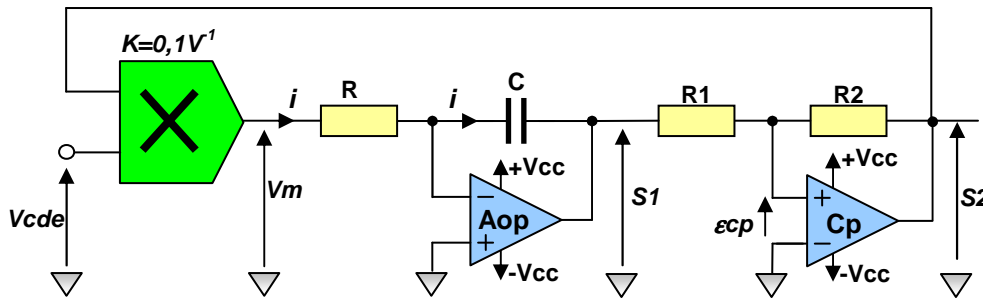 K=0,1V⁻¹
i
R
i
C
R1
R2
+Vcc
+Vcc
Vcde
Vm
−
Aop
+
S1
εcp
+
Cp
−
S2
-Vcc
-Vcc